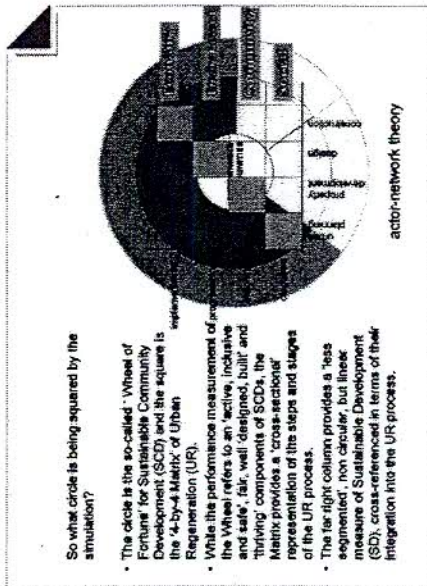 So what circle is being squared by the
simulation?
• The circle is the so-called 'Wheel of
Fortune' for Sustainable Community
Development (SCD) and the square is
the '4-by-4 Matrix' of Urban
Regeneration (UR).
• While the performance measurement of
the Wheel refers to an 'active, inclusive
and safe', fair, well 'designed, built' and
'thriving' components of SCDs, the
Matrix provides a 'cross-sectional'
representation of the steps and stages
of the UR process.
• The far right column provides a 'less
segmented', non circular, but linear
measure of Sustainable Development
(SD), cross-referenced in terms of their
integration into the UR process.
planning
property
development
design
construction
actor-network theory